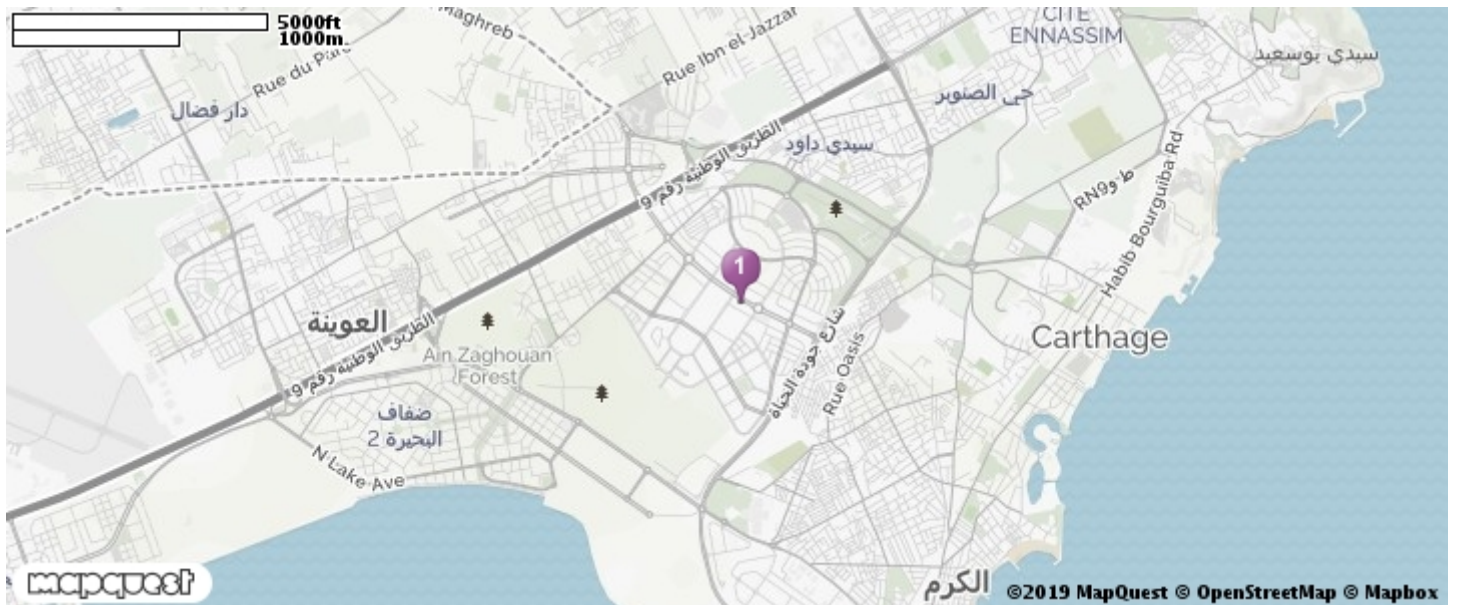 5000ft
1000m
Maghreb
Rue du Parc
Rue Ibn el Jazzar
CITÉ
ENNASSIM
سيدي بوسعيد
دار فضال
حي الصنوبر
الطريق الوطنية رقم 9
سيدي داود
ط و RN9
Habib Bourguiba Rd
1
العوينة
الطريق الوطنية رقم 9
Ain Zaghouan
Forest
شارع جودة الحياة
Rue Oasis
Carthage
ضفاف
البحيرة 2
N Lake Ave
mapquest
الكرم
©2019 MapQuest © OpenStreetMap © Mapbox